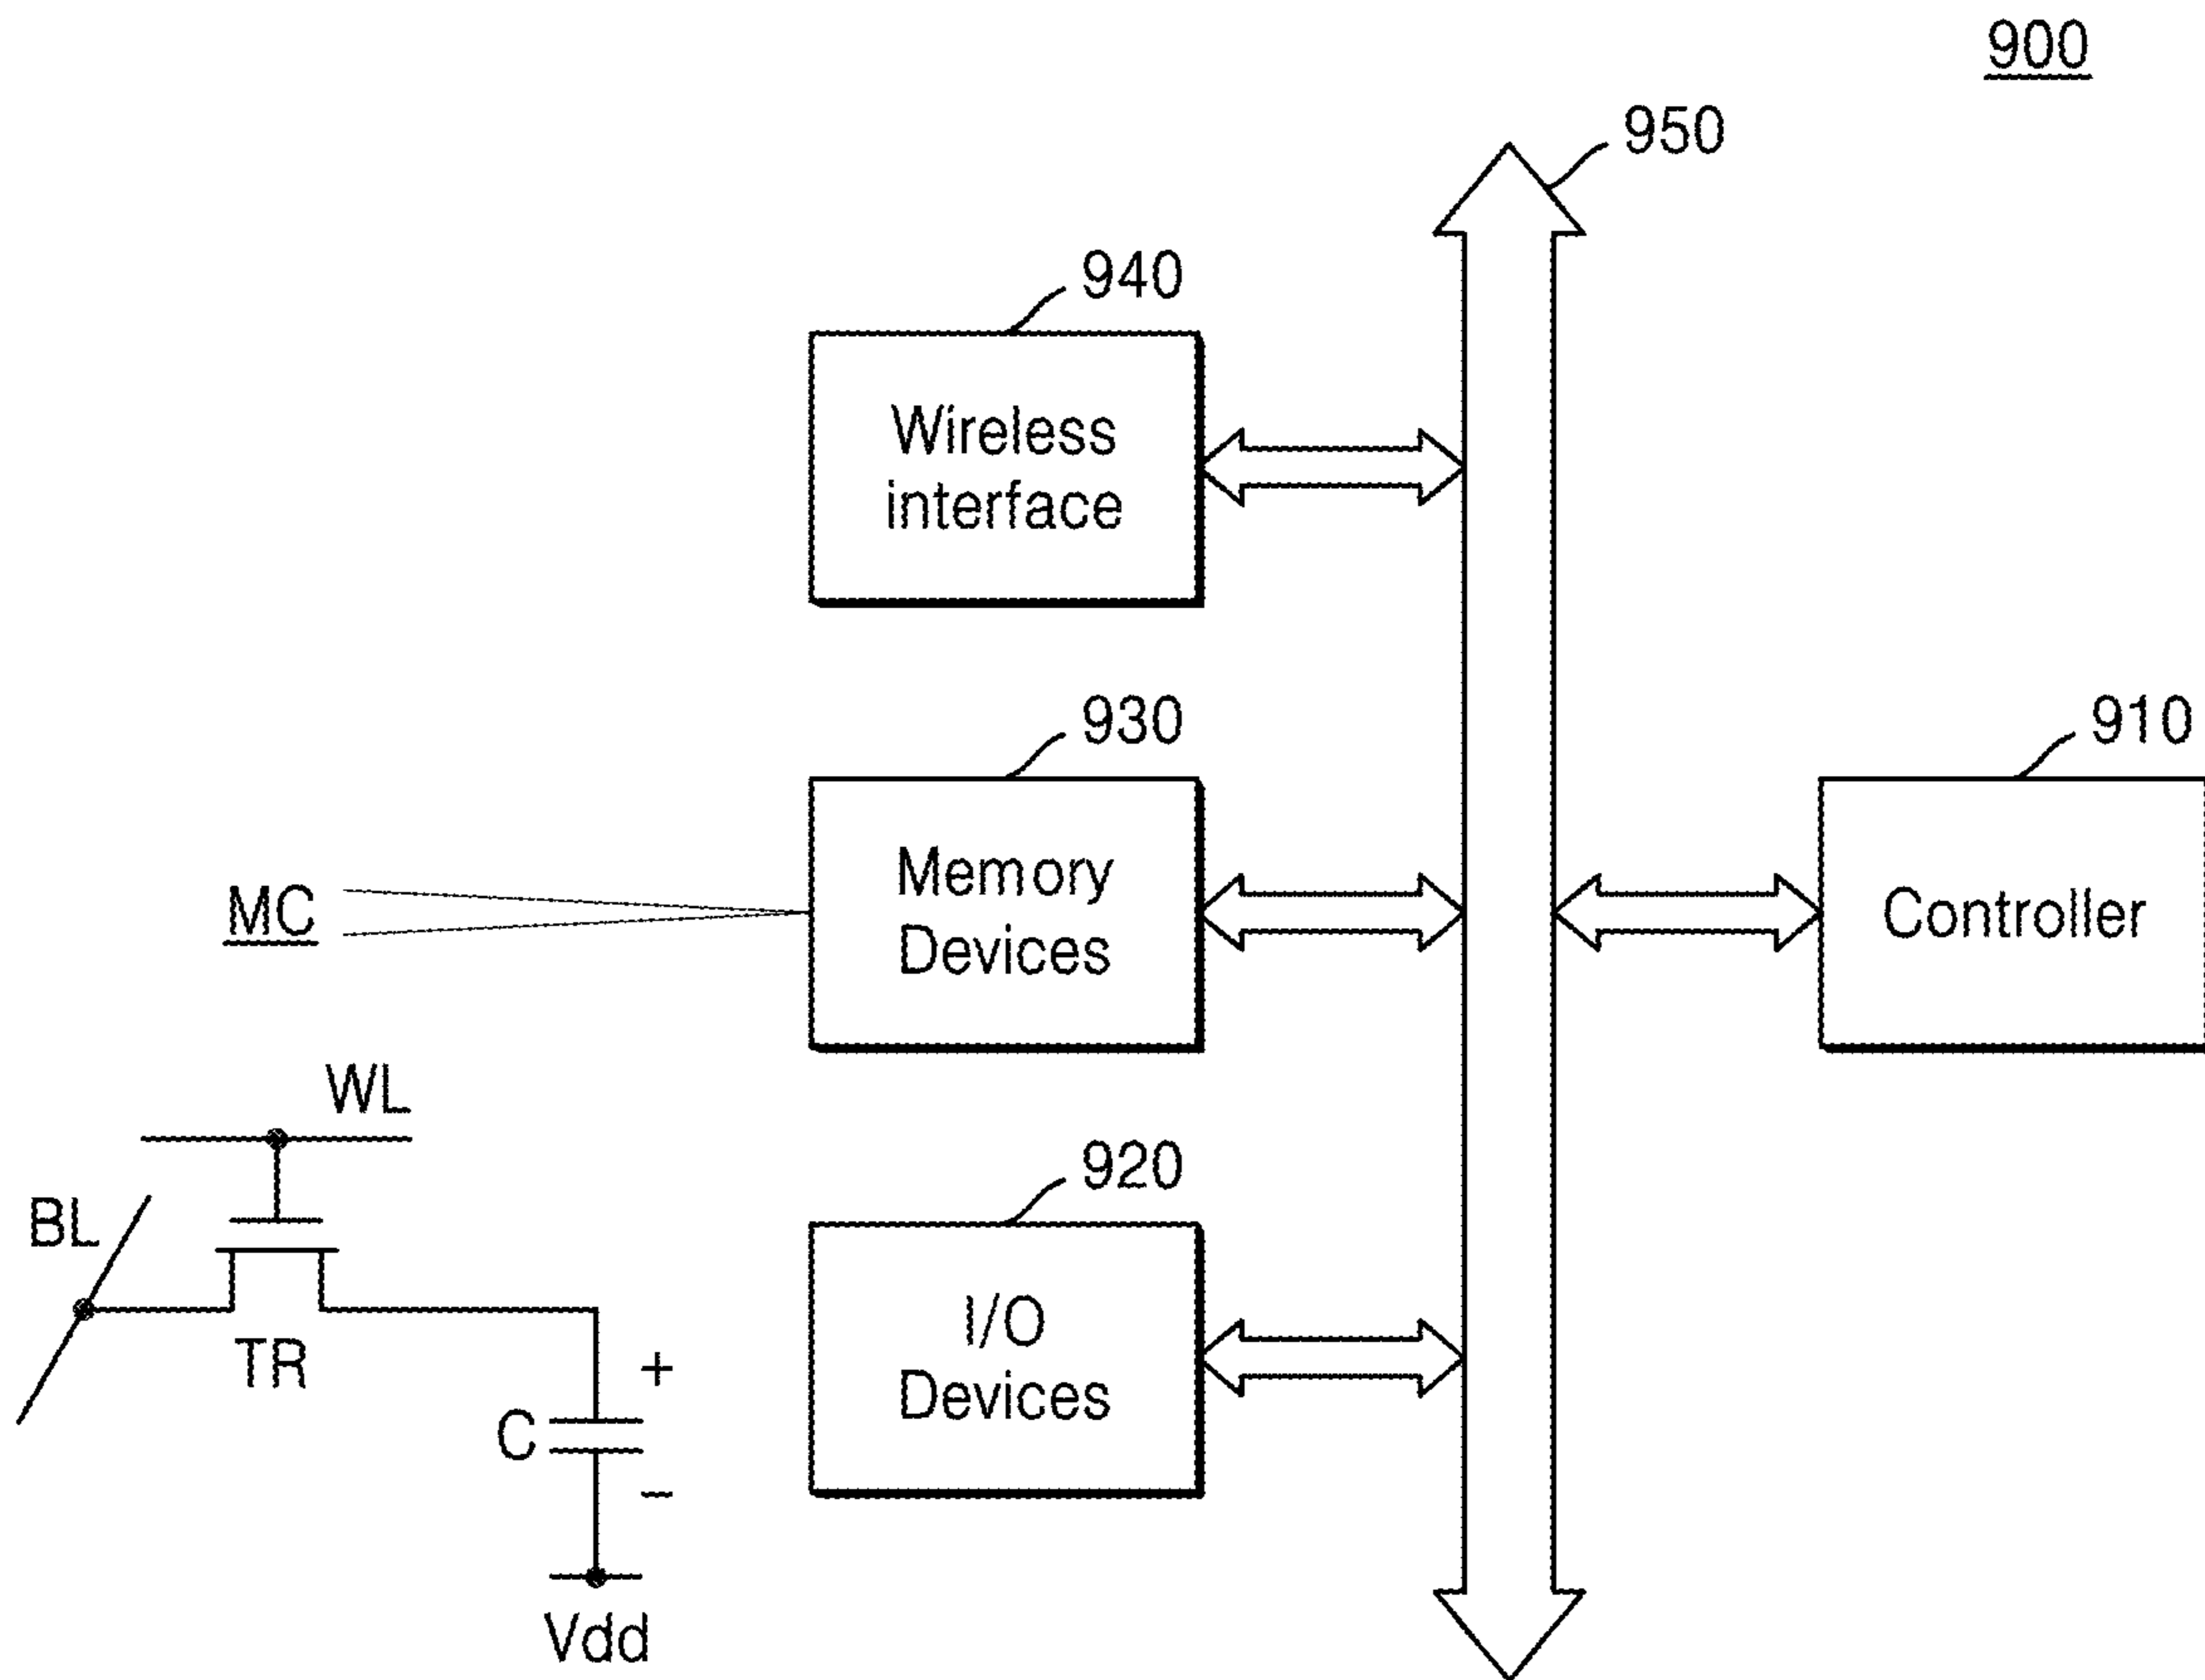 900
950
940
Wireless
interface
930
910
MC
Memory
Devices
Controller
WL
920
BL
TR
I/O
Devices
+
C
−
Vdd